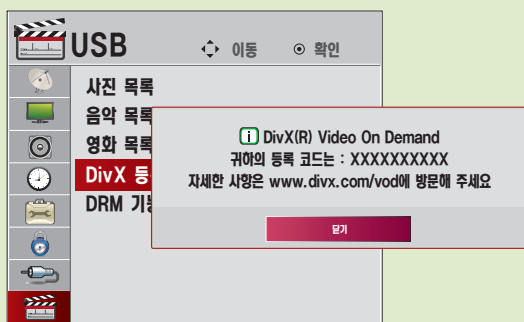 USB
이동
확인
사진 목록
음악 목록
영화 목록
DivX 등
DRM 기
i DivX(R) Video On Demand
귀하의 등록 코드는 : XXXXXXXXXX
자세한 사항은 www.divx.com/vod에 방문해 주세요
닫기